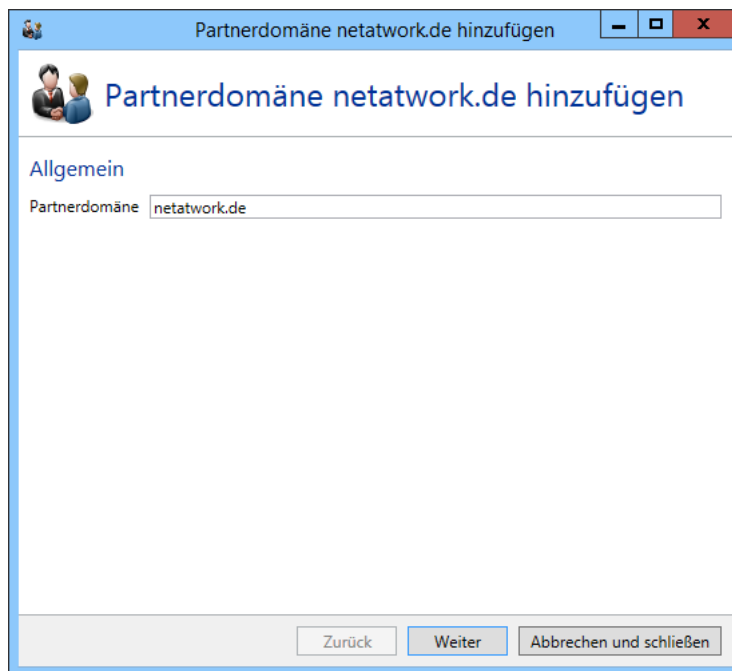 Partnerdomäne netatwork.de hinzufügen
Partnerdomäne netatwork.de hinzufügen
Allgemein
Partnerdomäne netatwork.de
Zurück Weiter Abbrechen und schließen